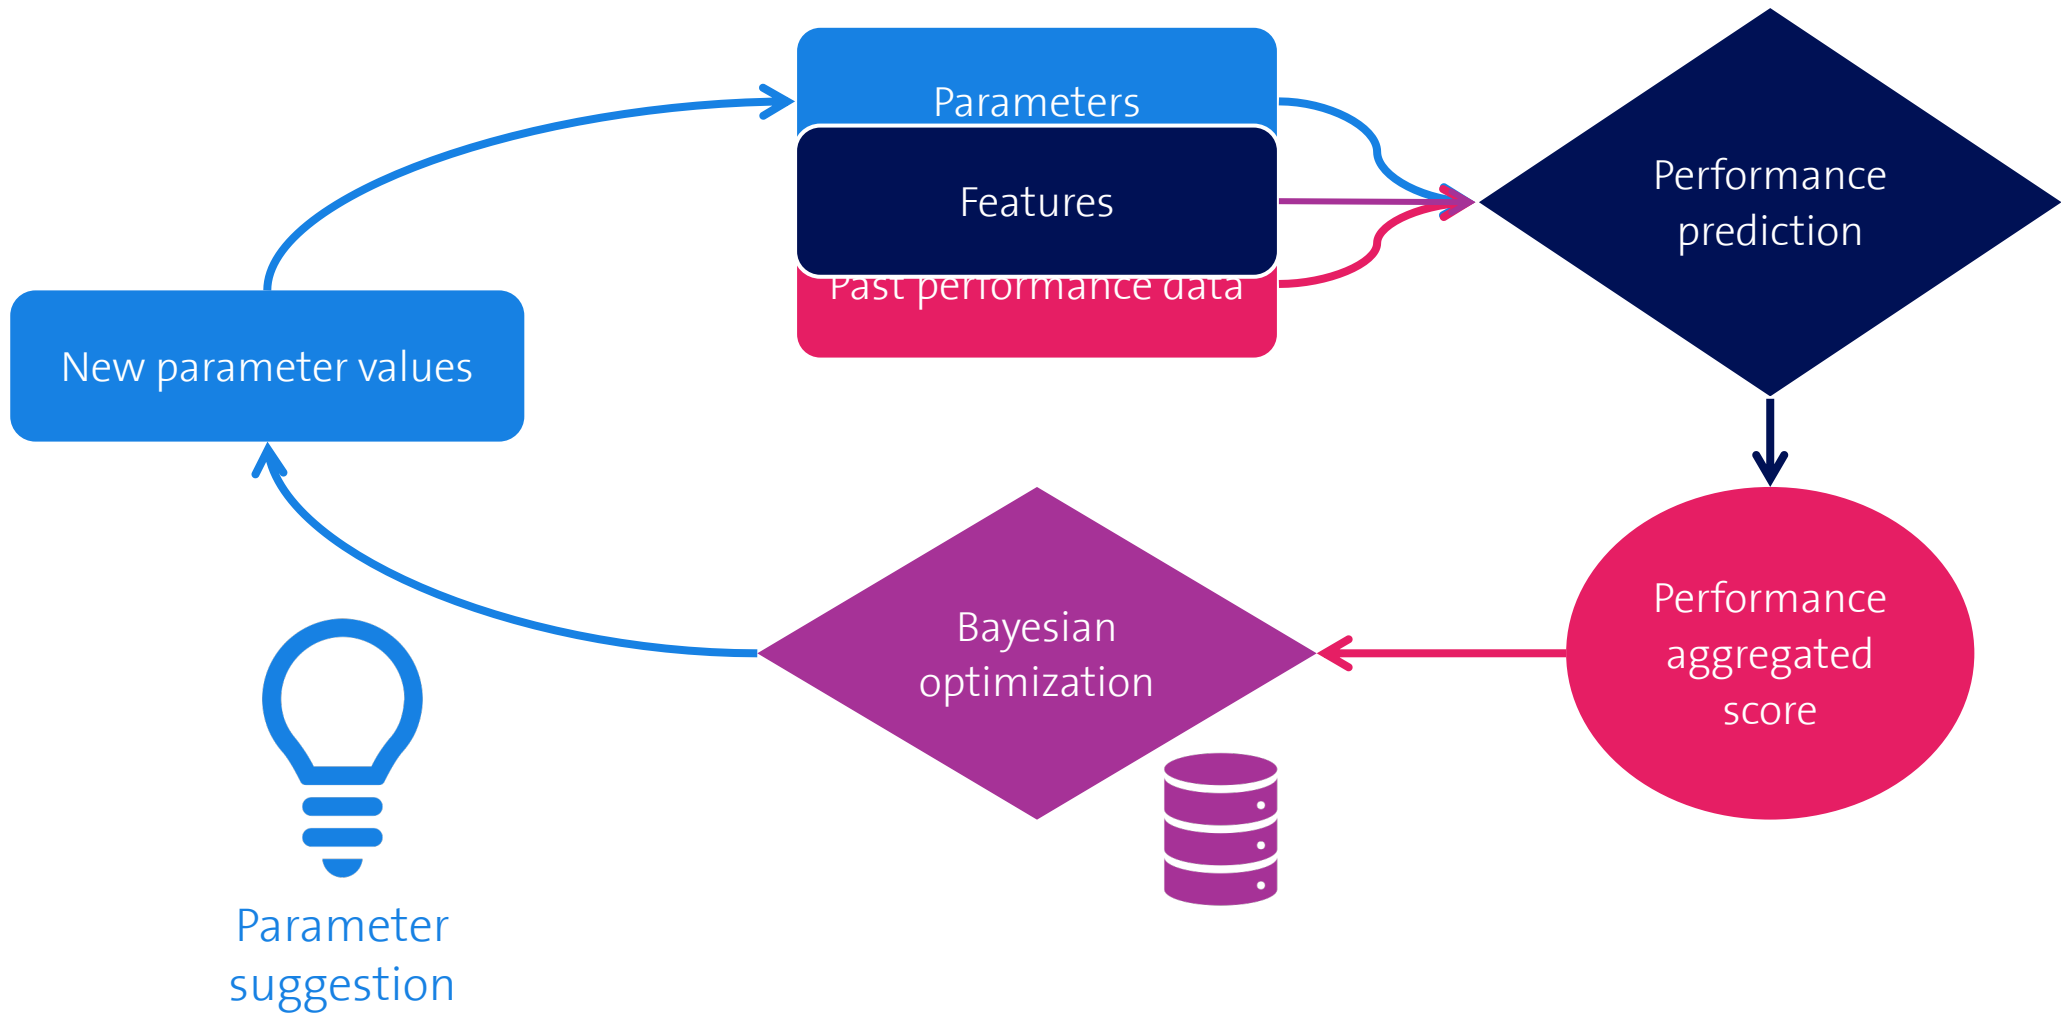 Parameters
Features
Past performance data
Performance
prediction
New parameter values
Bayesian
optimization
Performance
aggregated
score
Parameter
suggestion